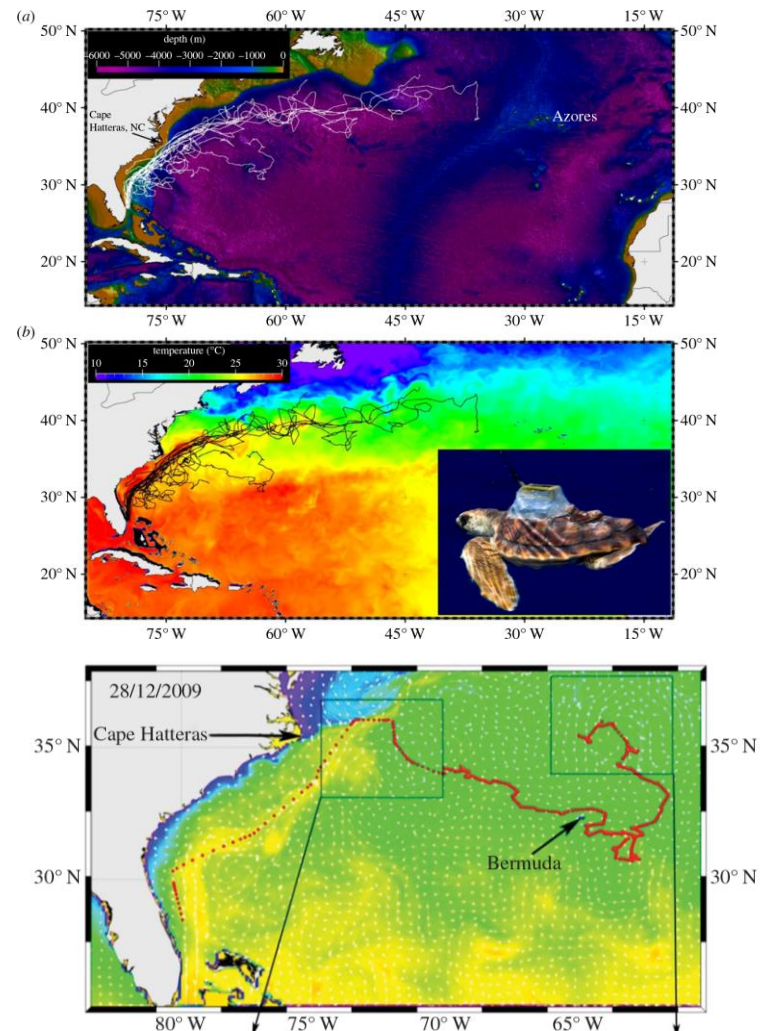 (a)
75° W 60° W 45° W 30° W 15° W
50° N 50° N
depth (m)
–6000 –5000 –4000 –3000 –2000 –1000 0
40° N 40° N
Cape
Hatteras, NC
Azores
30° N 30° N
20° N 20° N
75° W 60° W 45° W 30° W 15° W
(b)
50° N 50° N
temperature (°C)
10 15 20 25 30
40° N 40° N
30° N 30° N
20° N 20° N
75° W 60° W 45° W 30° W 15° W
28/12/2009
Cape Hatteras
35° N 35° N
Bermuda
30° N 30° N
80° W 75° W 70° W 65° W